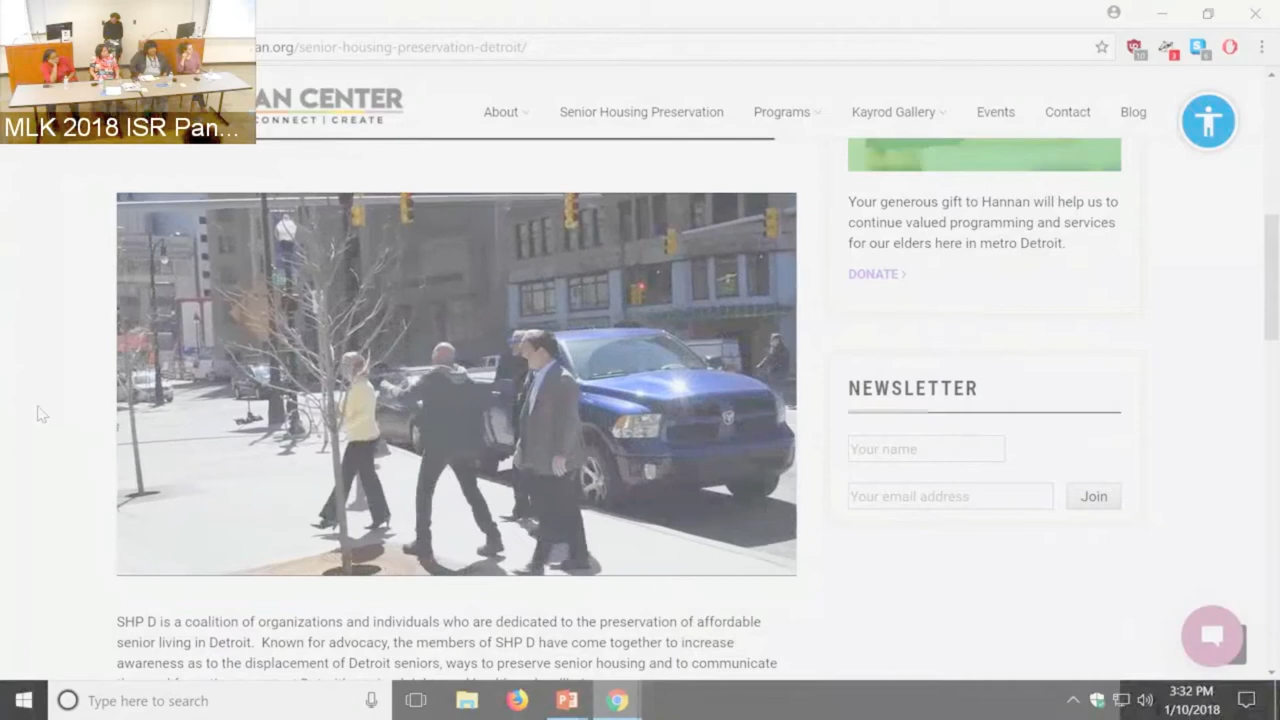 MLK 2018 ISR Pan...
an.org/senior-housing-preservation-detroit/
10
3
6
AN CENTER
CONNECT | CREATE
About
Senior Housing Preservation
Programs
Kayrod Gallery
Events
Contact
Blog
Your generous gift to Hannan will help us to
continue valued programming and services
for our elders here in metro Detroit.
DONATE ›
NEWSLETTER
Your name
Your email address
Join
SHP D is a coalition of organizations and individuals who are dedicated to the preservation of affordable
senior living in Detroit. Known for advocacy, the members of SHP D have come together to increase
awareness as to the displacement of Detroit seniors, ways to preserve senior housing and to communicate
Type here to search
3:32 PM
1/10/2018